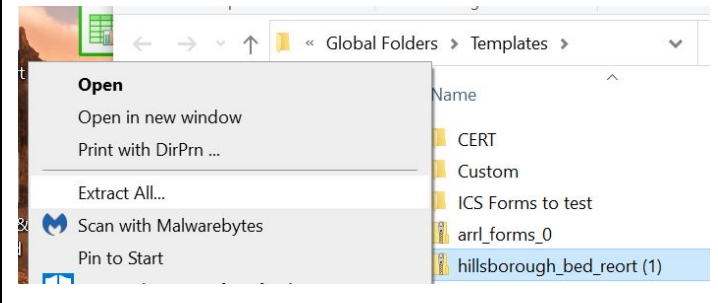 « Global Folders > Templates >
Open
Open in new window
Print with DirPrn ...
Extract All...
Scan with Malwarebytes
Pin to Start
Name
CERT
Custom
ICS Forms to test
arrl_forms_0
hillsborough_bed_reort (1)